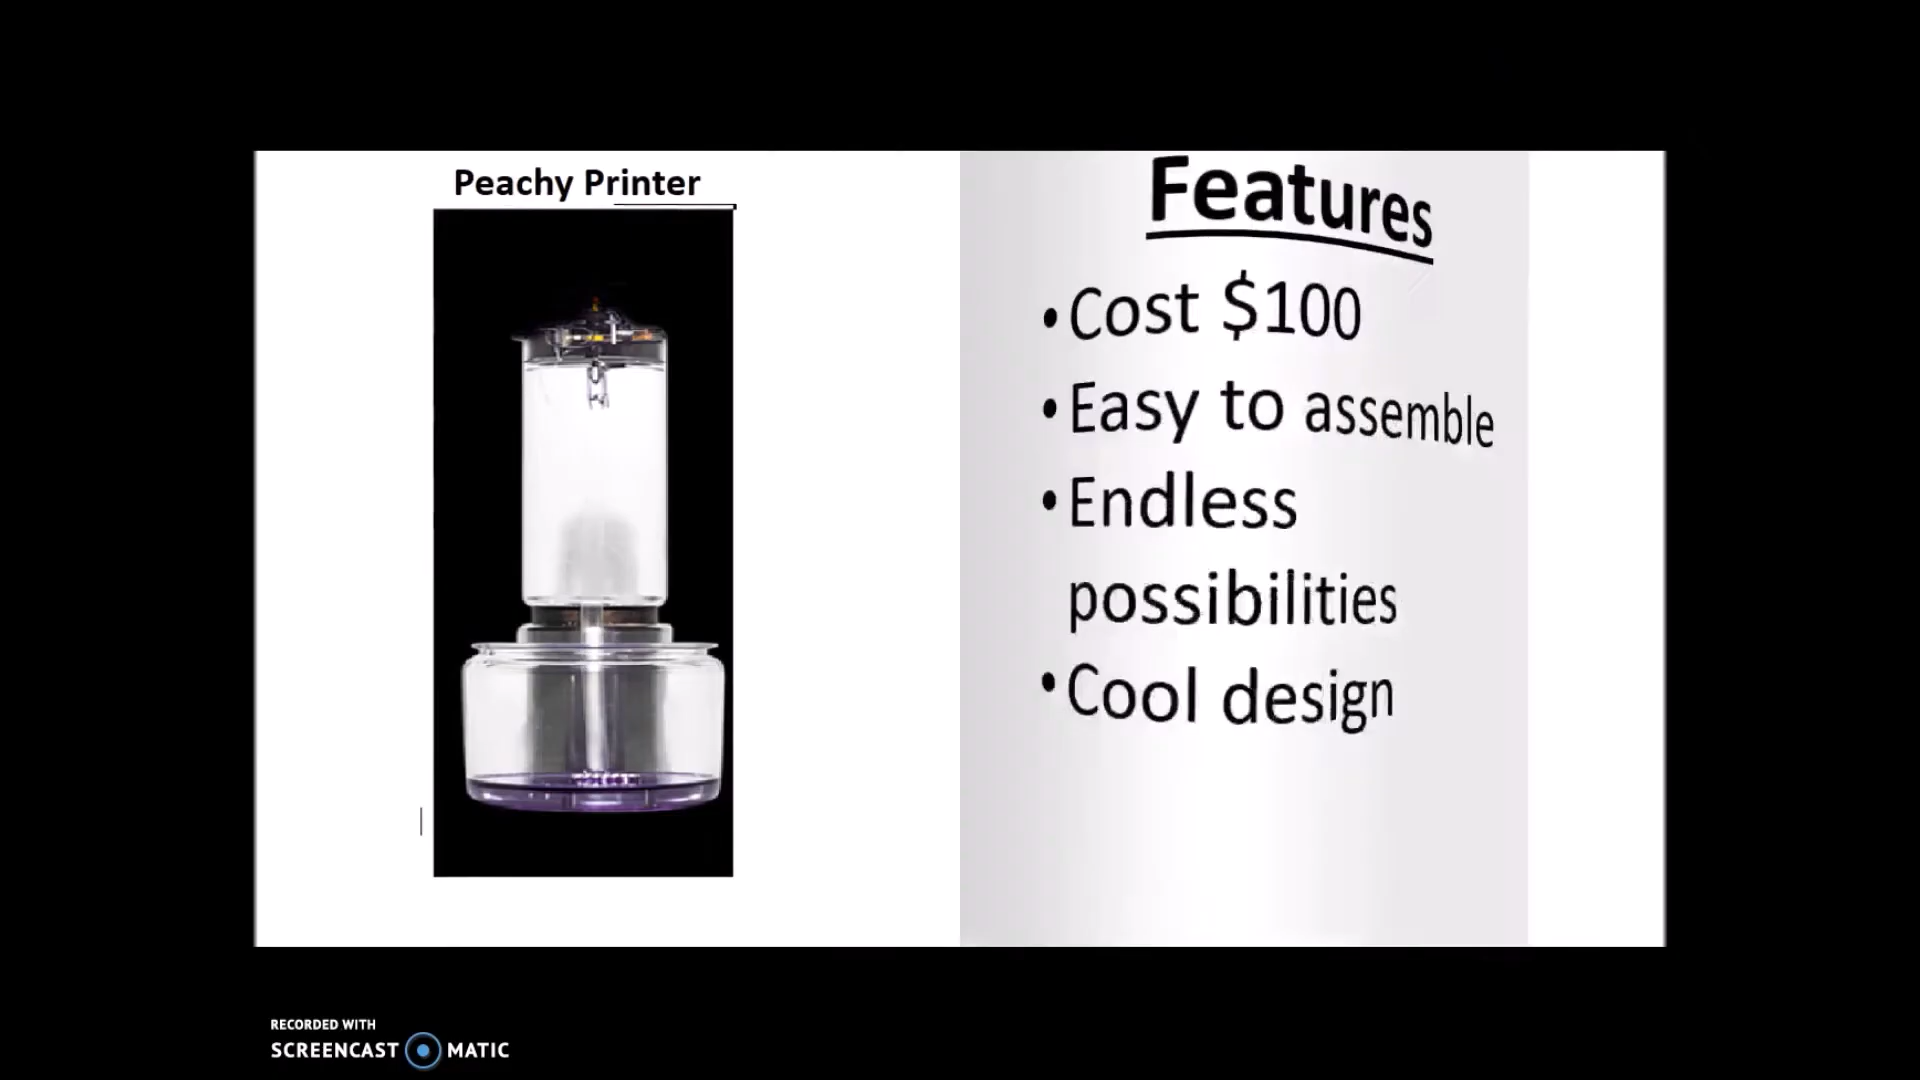 Peachy Printer
Features
• Cost $100
• Easy to assemble
• Endless
possibilities
• Cool design
RECORDED WITH
SCREENCAST MATIC